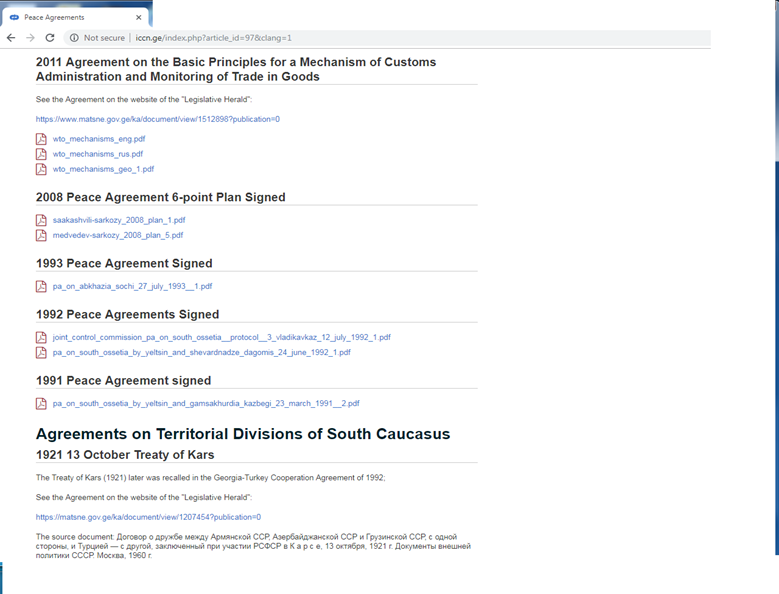 Peace Agreements
Not secure | iccn.ge/index.php?article_id=97&clang=1
2011 Agreement on the Basic Principles for a Mechanism of Customs
Administration and Monitoring of Trade in Goods
See the Agreement on the website of the "Legislative Herald":
https://www.matsne.gov.ge/ka/document/view/1512898?publication=0
wto_mechanisms_eng.pdf
wto_mechanisms_rus.pdf
wto_mechanisms_geo_1.pdf
2008 Peace Agreement 6-point Plan Signed
saakashvili-sarkozy_2008_plan_1.pdf
medvedev-sarkozy_2008_plan_5.pdf
1993 Peace Agreement Signed
pa_on_abkhazia_sochi_27_july_1993__1.pdf
1992 Peace Agreements Signed
joint_control_commission_pa_on_south_ossetia__protocol__3_vladikavkaz_12_july_1992_1.pdf
pa_on_south_ossetia_by_yeltsin_and_shevardnadze_dagomis_24_june_1992_1.pdf
1991 Peace Agreement signed
pa_on_south_ossetia_by_yeltsin_and_gamsakhurdia_kazbegi_23_march_1991__2.pdf
Agreements on Territorial Divisions of South Caucasus
1921 13 October Treaty of Kars
The Treaty of Kars (1921) later was recalled in the Georgia-Turkey Cooperation Agreement of 1992;
See the Agreement on the website of the "Legislative Herald":
https://matsne.gov.ge/ka/document/view/1207454?publication=0
The source document: Договор о дружбе между Армянской ССР, Азербайджанской ССР и Грузинской ССР, с одной
стороны, и Турцией — с другой, заключенный при участии РСФСР в К а р с е, 13 октября, 1921 г. Документы внешней
политики СССР. Москва, 1960 г.